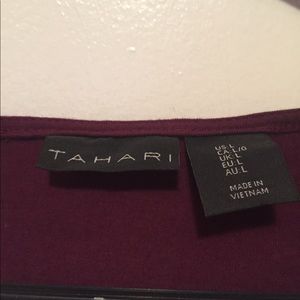 TAHARI
US:L
CA:L/G
UK:L
EU:L
AU:L
MADE IN
VIETNAM